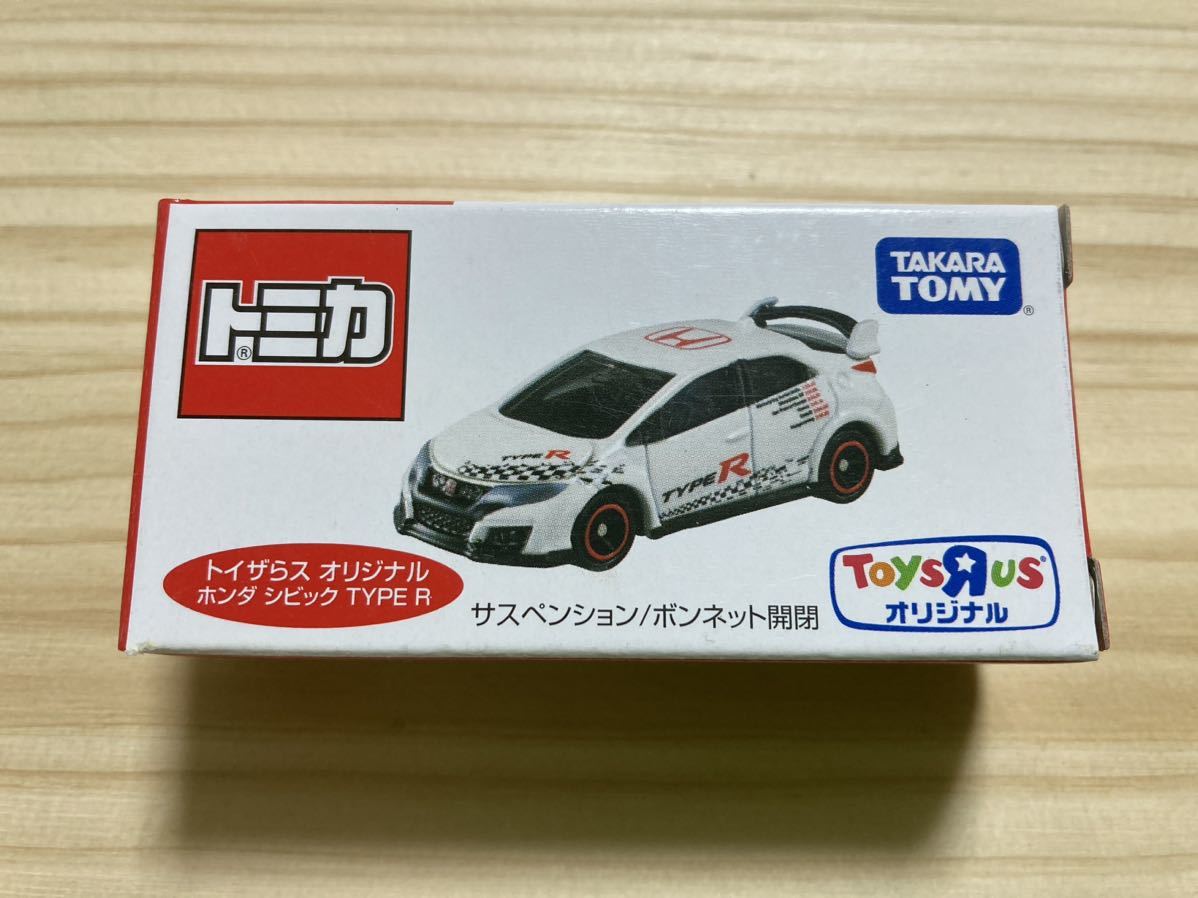 トミカ®
TAKARA
TOMY®
TYPE R
TYPE R
トイザらス オリジナル
ホンダ シビック TYPE R
サスペンション/ボンネット開閉
TOYSRUS
オリジナル